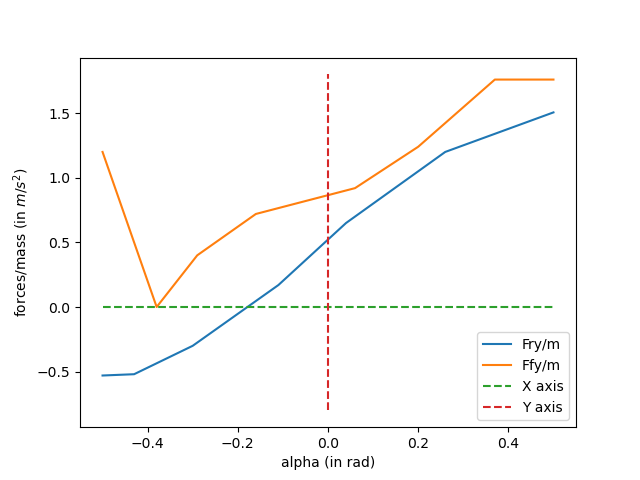 1.5
1.0
0.5
0.0
−0.5
forces/mass (in m/s²)
−0.4
−0.2
0.0
0.2
0.4
alpha (in rad)
Fry/m
Ffy/m
X axis
Y axis